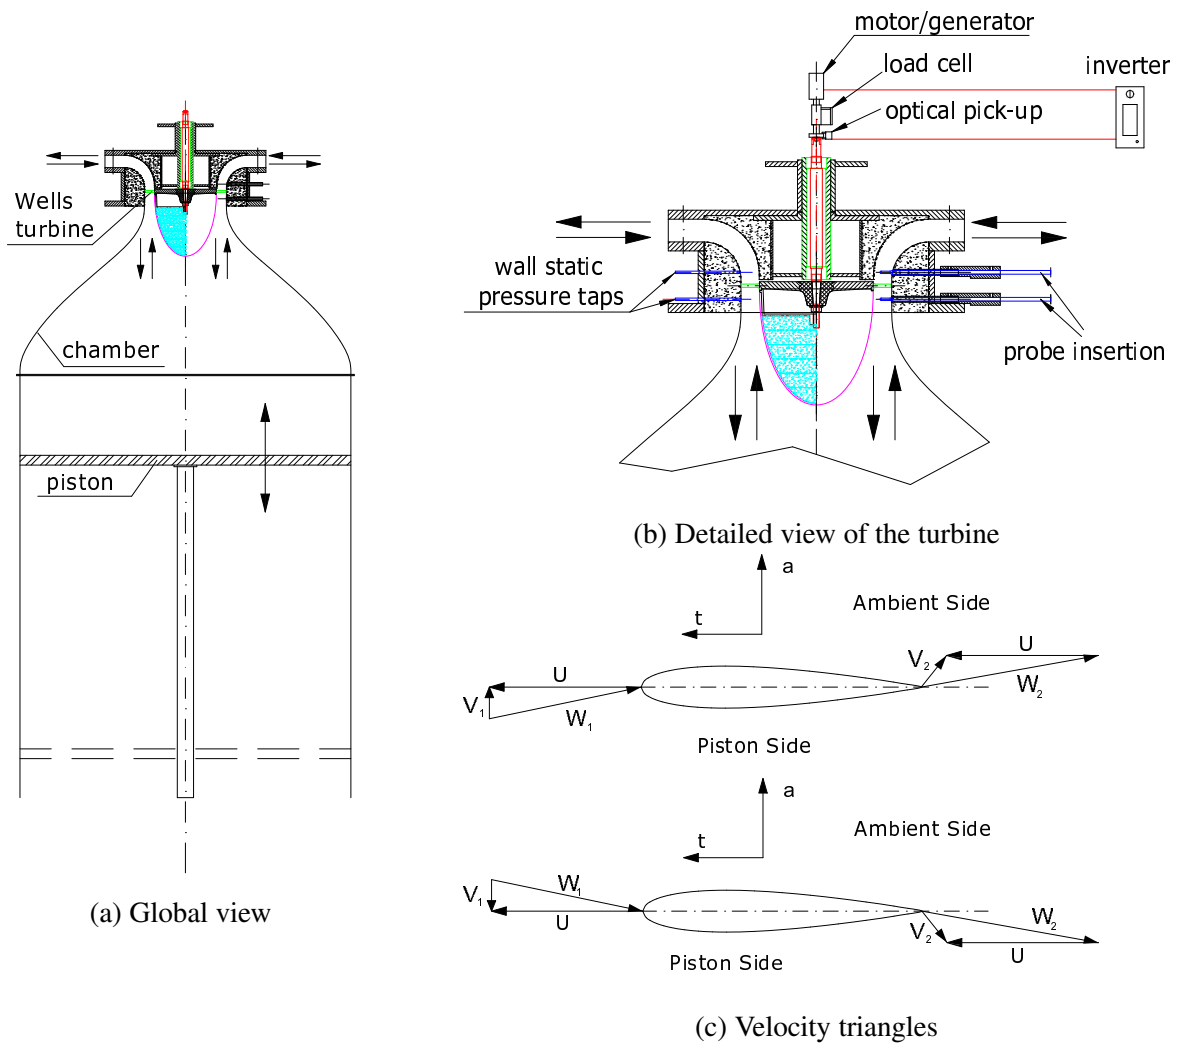 Wells
turbine
chamber
piston
(a) Global view
motor/generator
load cell
inverter
optical pick-up
wall static
pressure taps
probe insertion
(b) Detailed view of the turbine
a
t
Ambient Side
U
V1
W1
V2
U
W2
Piston Side
a
t
Ambient Side
V1
W1
U
V2
W2
U
Piston Side
(c) Velocity triangles